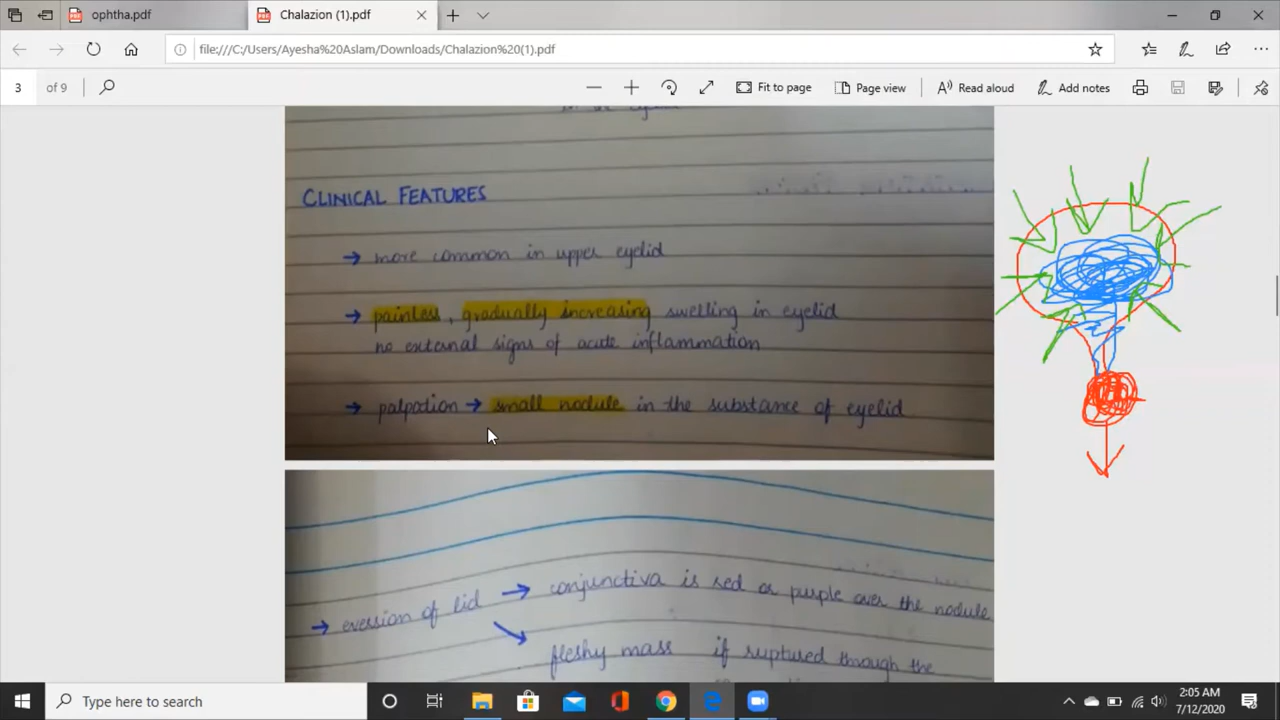 ophtha.pdf
Chalazion (1).pdf
file:///C:/Users/Ayesha%20Aslam/Downloads/Chalazion%20(1).pdf
3 of 9
Fit to page
Page view
Read aloud
Add notes
CLINICAL FEATURES
→ more common in upper eyelid
→ painless, gradually increasing swelling in eyelid
no external signs of acute inflammation
→ palpation → small nodule in the substance of eyelid
→ eversion of lid → conjunctiva is red or purple over the nodule
fleshy mass if ruptured through the
Type here to search
2:05 AM
7/12/2020